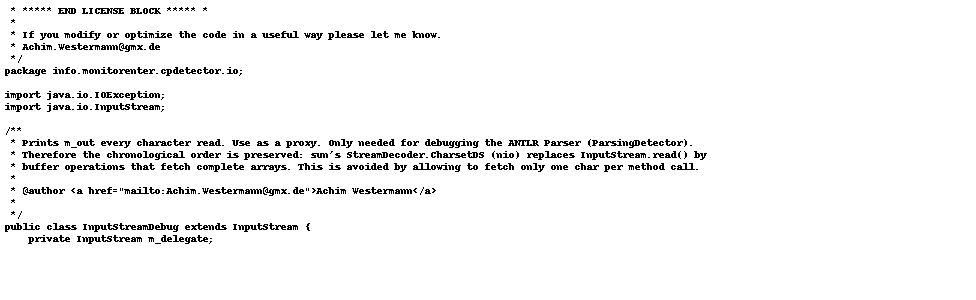 * ***** END LICENSE BLOCK ***** *
*
* If you modify or optimize the code in a useful way please let me know.
* Achim.Westermann@gmx.de
*/
package info.monitorenter.cpdetector.io;
import java.io.IOException;
import java.io.InputStream;
/**
* Prints m_out every character read. Use as a proxy. Only needed for debugging the ANTLR Parser (ParsingDetector).
* Therefore the chronological order is preserved: sun's StreamDecoder.CharsetDS (nio) replaces InputStream.read() by
* buffer operations that fetch complete arrays. This is avoided by allowing to fetch only one char per method call.
*
* @author <a href="mailto:Achim.Westermann@gmx.de">Achim Westermann</a>
*
*/
public class InputStreamDebug extends InputStream {
private InputStream m_delegate;